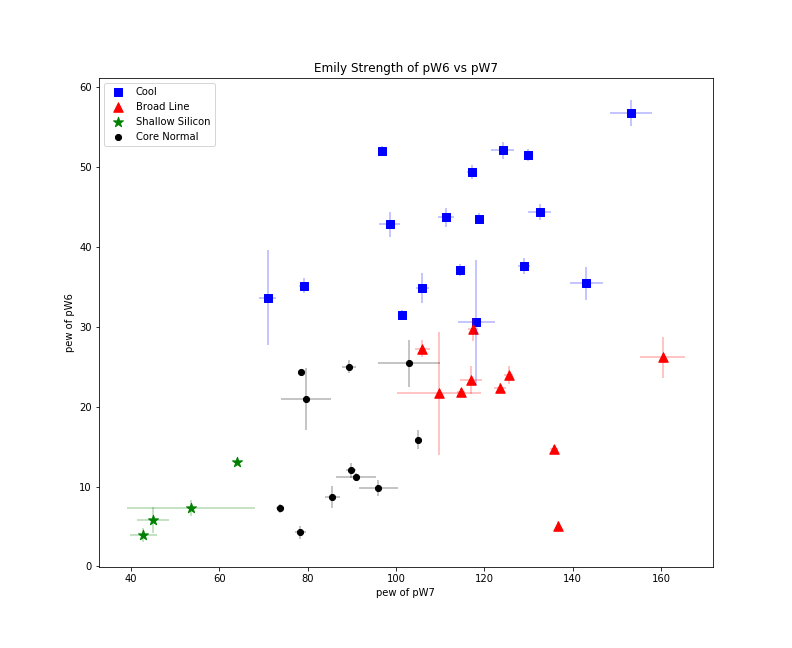 Emily Strength of pW6 vs pW7
Cool
Broad Line
Shallow Silicon
Core Normal
60
50
40
30
20
10
0
pew of pW6
40 60 80 100 120 140 160
pew of pW7